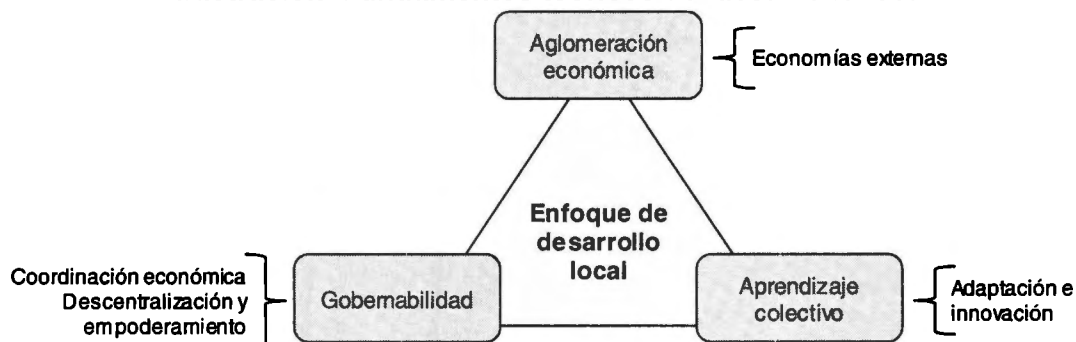 Aglomeración
económica
Economías externas
Enfoque de
desarrollo
local
Coordinación económica
Descentralización y
empoderamiento
Gobernabilidad
Aprendizaje
colectivo
Adaptación e
innovación